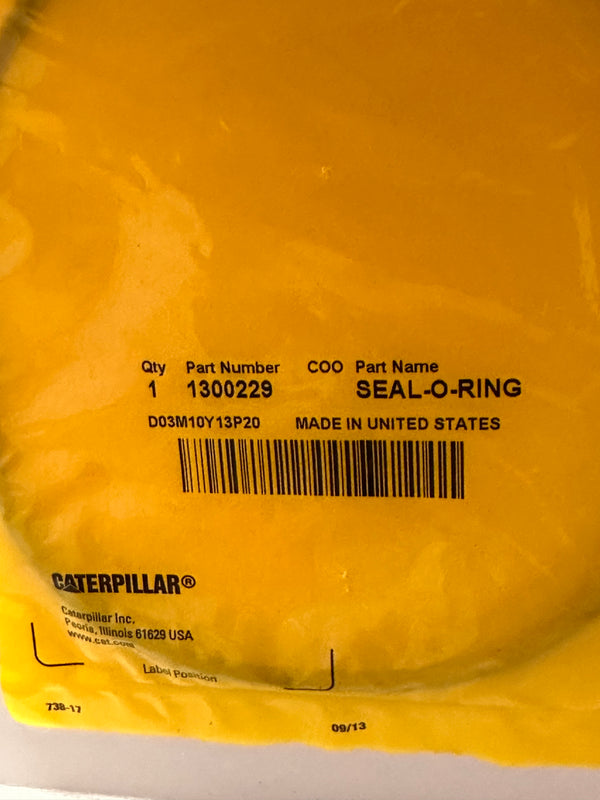 Qty Part Number COO Part Name
1 1300229 SEAL-O-RING
D03M10Y13P20 MADE IN UNITED STATES
CATERPILLAR®
Caterpillar Inc.
Peoria, Illinois 61629 USA
www.cat.com
Label Position
738-17
09/13